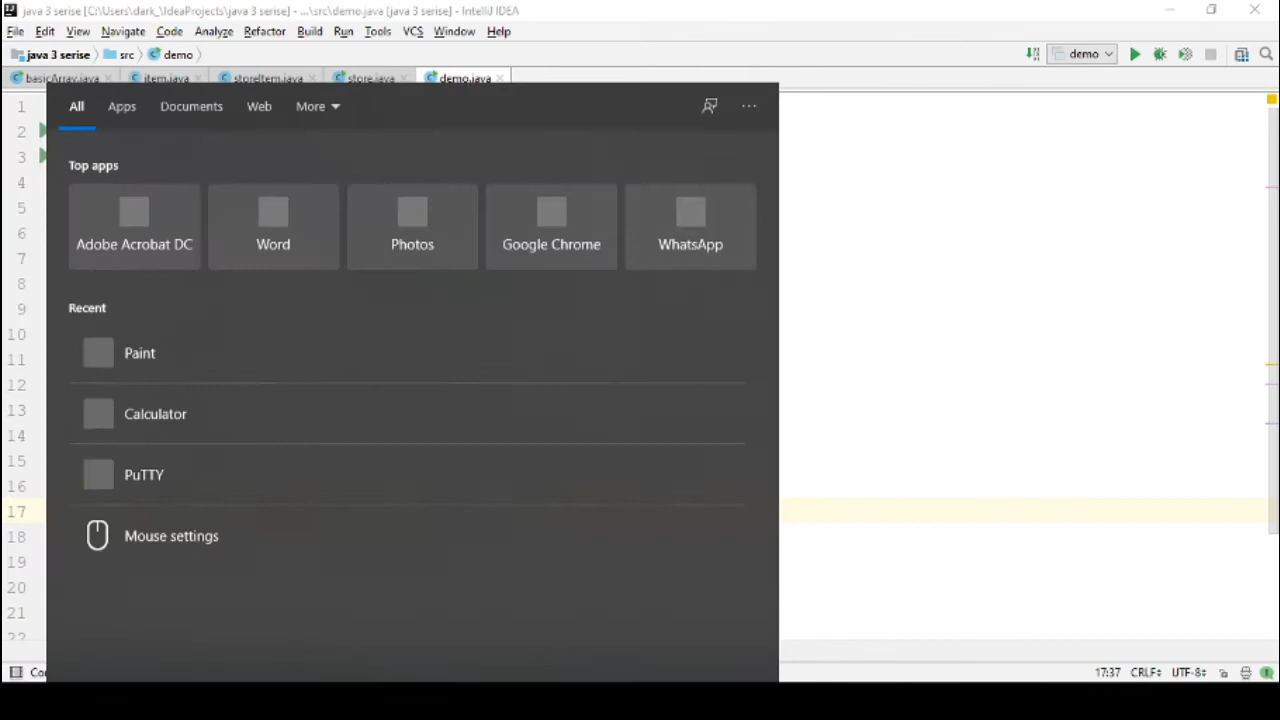 java 3 serise [C:\Users\dark_\IdeaProjects\java 3 serise] - ...\src\demo.java [java 3 serise] - IntelliJ IDEA
File Edit View Navigate Code Analyze Refactor Build Run Tools VCS Window Help
java 3 serise src demo demo
basicArray.java item.java storeItem.java store.java demo.java
All Apps Documents Web More
Top apps
Adobe Acrobat DC Word Photos Google Chrome WhatsApp
Recent
Paint
Calculator
PuTTY
Mouse settings
1
2
3
4
5
6
7
8
9
10
11
12
13
14
15
16
17
18
19
20
21
22
17:37 CRLF UTF-8